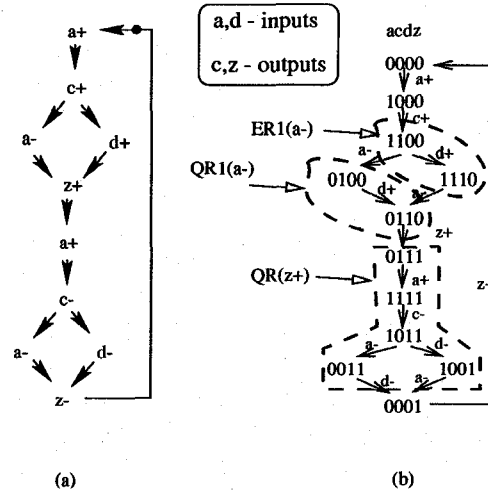 a,d - inputs
c,z - outputs
a+
c+
a-
d+
z+
a+
c-
a-
d-
z-
(a)
acdz
0000
a+
1000
c+
ER1(a-)
1100
a-
d+
QR1(a-)
0100
1110
d+
a-
0110
z+
0111
QR(z+)
a+
1111
z-
c-
1011
a-
d-
0011
1001
d-
a-
0001
(b)